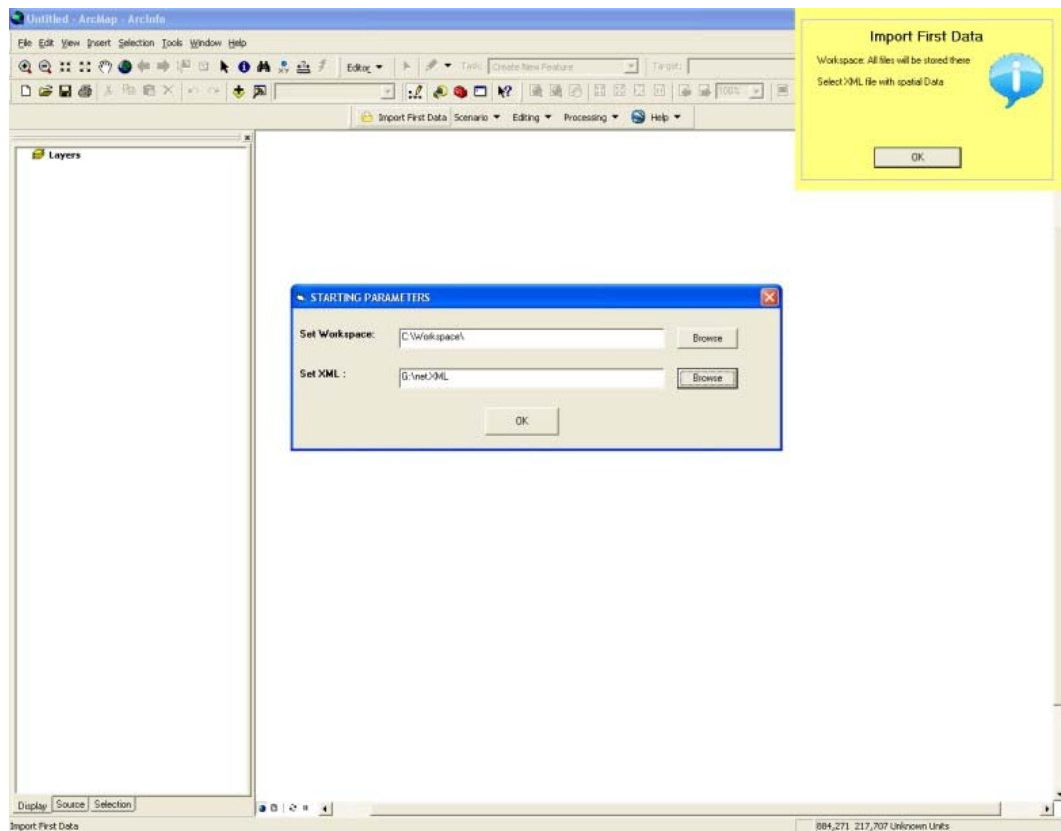 Untitled - ArcMap - ArcInfo
File Edit View Insert Selection Tools Window Help
Editor Task: Create New Feature Target:
100%
Import First Data Scenario Editing Processing Help
Layers
Import First Data
Workspace: All files will be stored there
Select XML file with spatial Data
OK
STARTING PARAMETERS
Set Workspace: C:\Workspace\ Browse
Set XML : G:\net.XML Browse
OK
Display Source Selection
Import First Data 884,271 217,707 Unknown Units